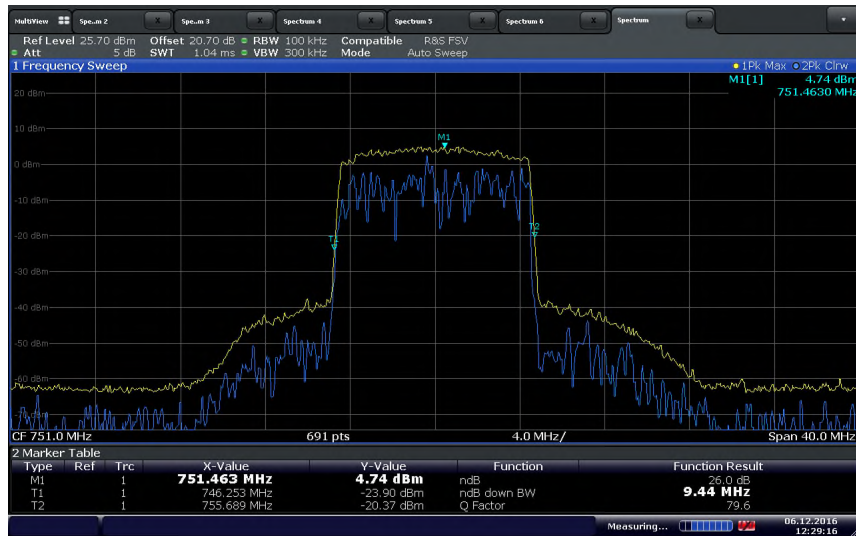 MultiView Spe..m 2 X Spe..m 3 X Spectrum 4 X Spectrum 5 X Spectrum 6 X Spectrum X
Ref Level 25.70 dBm Offset 20.70 dB RBW 100 kHz Compatible R&S FSV
Att 5 dB SWT 1.04 ms VBW 300 kHz Mode Auto Sweep
1 Frequency Sweep 1Pk Max 2Pk Clrw
M1[1] 4.74 dBm
751.4630 MHz
20 dBm
10 dBm
M1
0 dBm
-10 dBm
-20 dBm
T2
-30 dBm
-40 dBm
-50 dBm
-60 dBm
CF 751.0 MHz 691 pts 4.0 MHz/ Span 40.0 MHz
2 Marker Table
Type Ref Trc X-Value Y-Value Function Function Result
M1 1 751.463 MHz 4.74 dBm ndB 26.0 dB
T1 1 746.253 MHz -23.90 dBm ndB down BW 9.44 MHz
T2 1 755.689 MHz -20.37 dBm Q Factor 79.6
Measuring... 06.12.2016
12:29:16